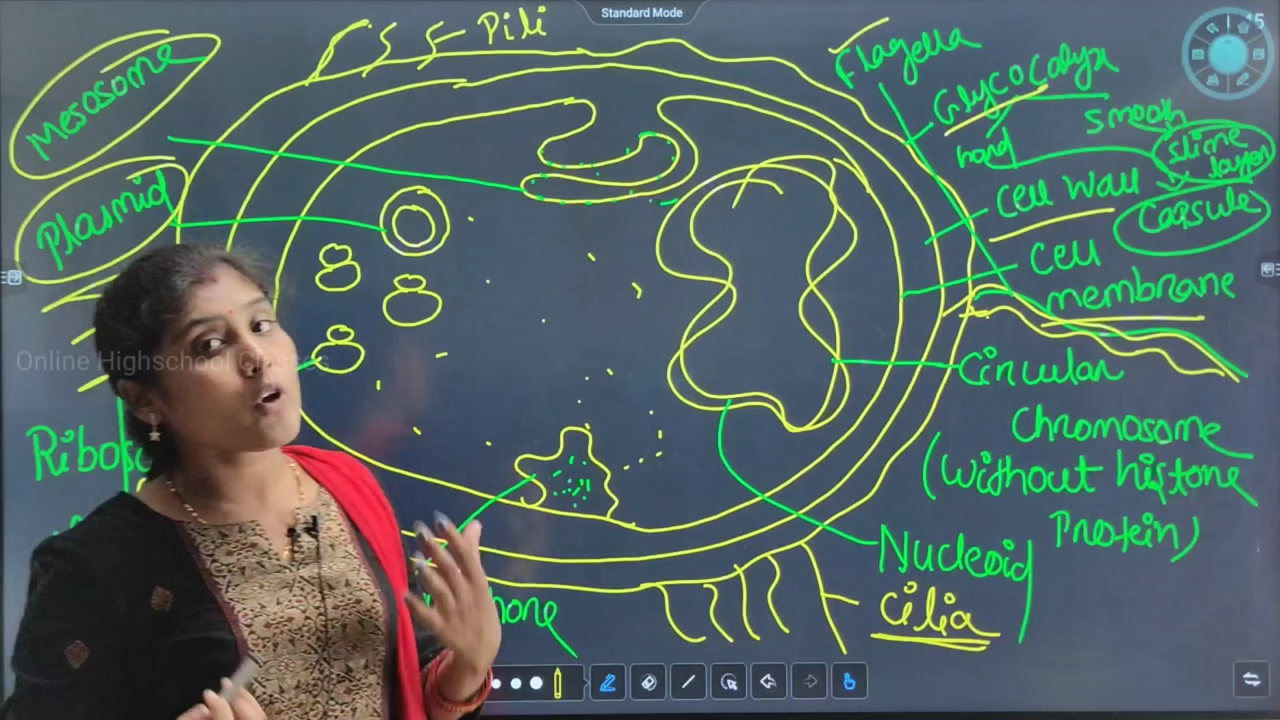 Standard Mode
45
Pili
Mesosome
Plasmid
Flagella
Glycocalyx
Smooth
hard
Slime
layer
Cell Wall
Capsule
Cell
membrane
Online Highschool Classes
Circular
Chromosome
(without histone
Protein)
Nucleoid
Cilia